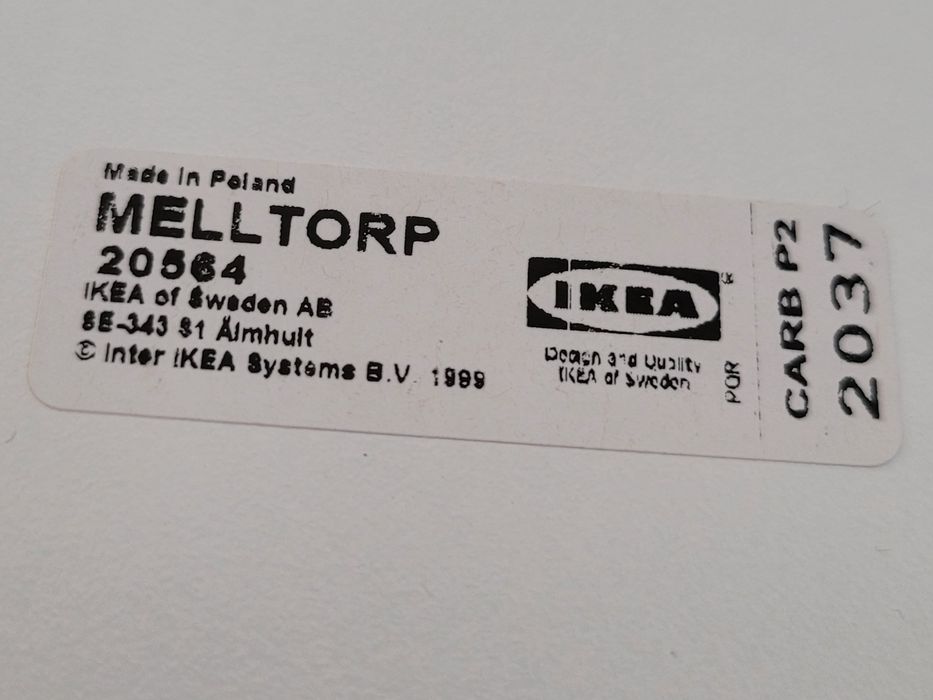 Made in Poland
MELLTORP
20564
IKEA of Sweden AB
SE-343 81 Älmhult
© Inter IKEA Systems B.V. 1999
IKEA®
Design and Quality
IKEA of Sweden
PQR
CARB P2
2037